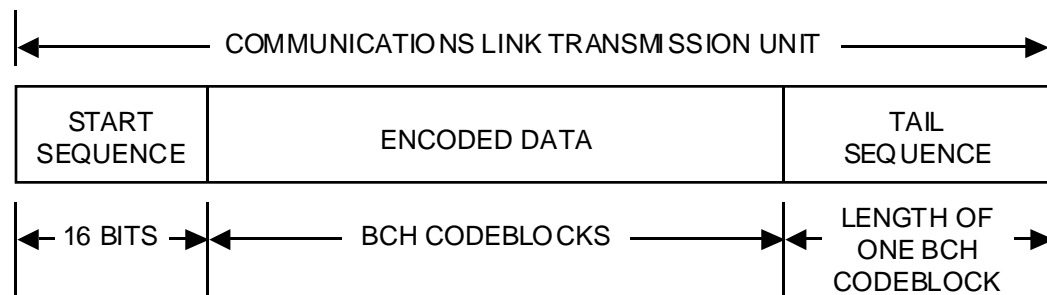 COMMUNICATIONS LINK TRANSMISSION UNIT
START
SEQUENCE
ENCODED DATA
TAIL
SEQUENCE
16 BITS
BCH CODEBLOCKS
LENGTH OF
ONE BCH
CODEBLOCK